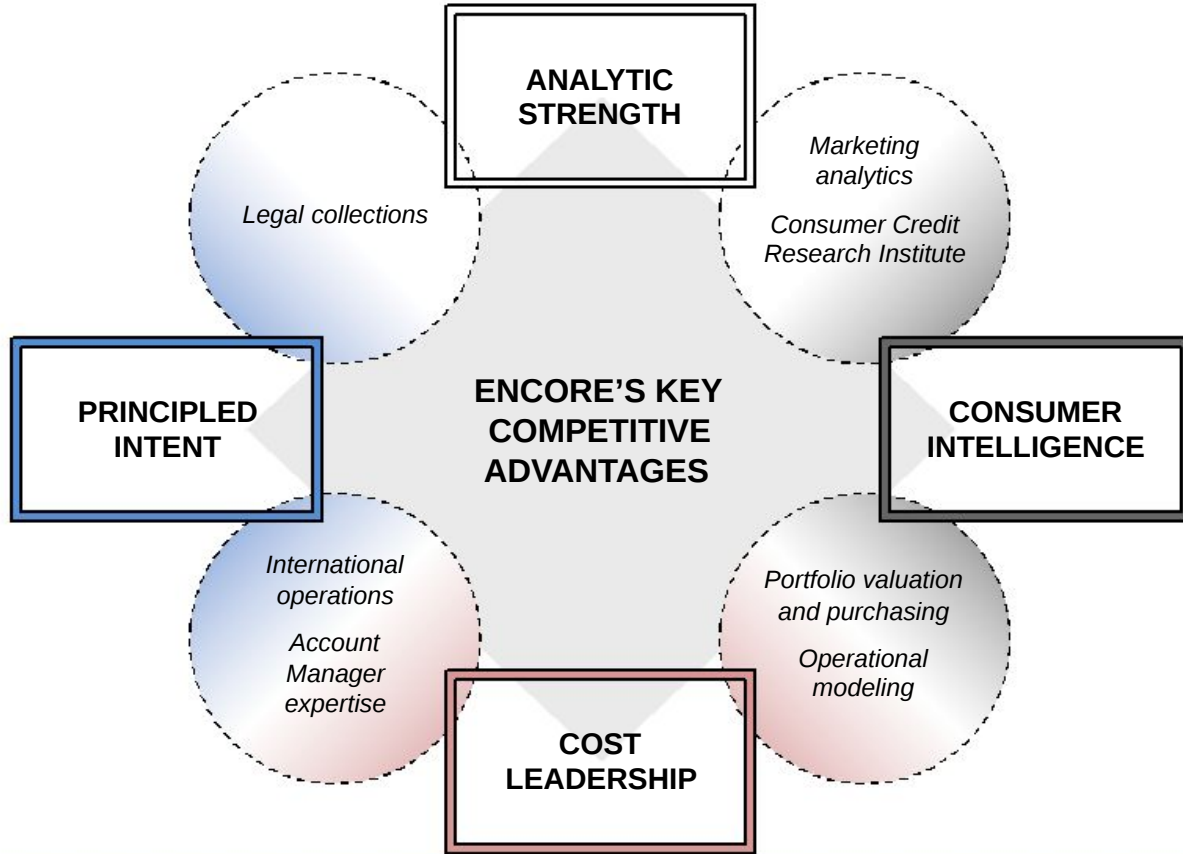 ANALYTIC
STRENGTH
Legal collections
Marketing
analytics
Consumer Credit
Research Institute
PRINCIPLED
INTENT
ENCORE’S KEY
COMPETITIVE
ADVANTAGES
CONSUMER
INTELLIGENCE
International
operations
Account
Manager
expertise
Portfolio valuation
and purchasing
Operational
modeling
COST
LEADERSHIP